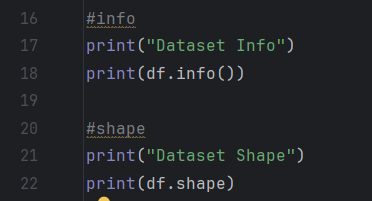 16 #info
17 print("Dataset Info")
18 print(df.info())
19
20 #shape
21 print("Dataset Shape")
22 print(df.shape)